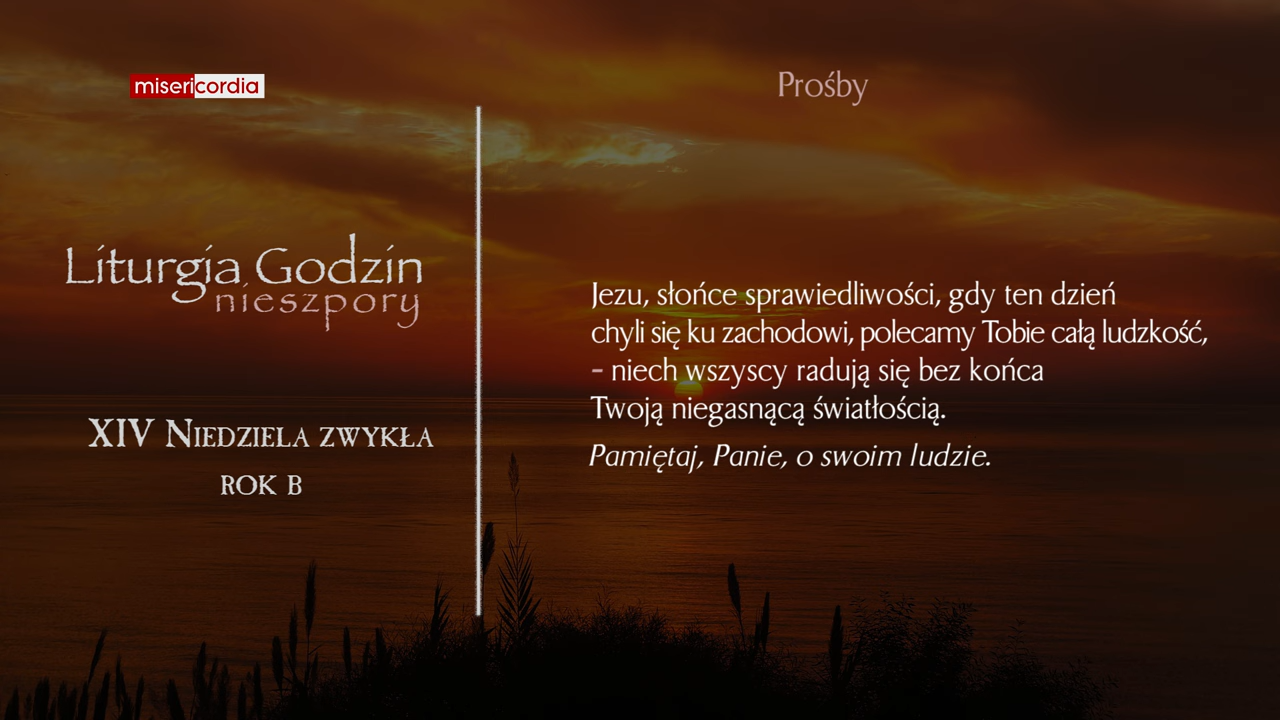 misericordia
Liturgia Godzin
nieszpory
XIV Niedziela zwykła
rok B
Prośby
Jezu, słońce sprawiedliwości, gdy ten dzień
chyli się ku zachodowi, polecamy Tobie całą ludzkość,
- niech wszyscy radują się bez końca
Twoją niegasnącą światłością.
Pamiętaj, Panie, o swoim ludzie.